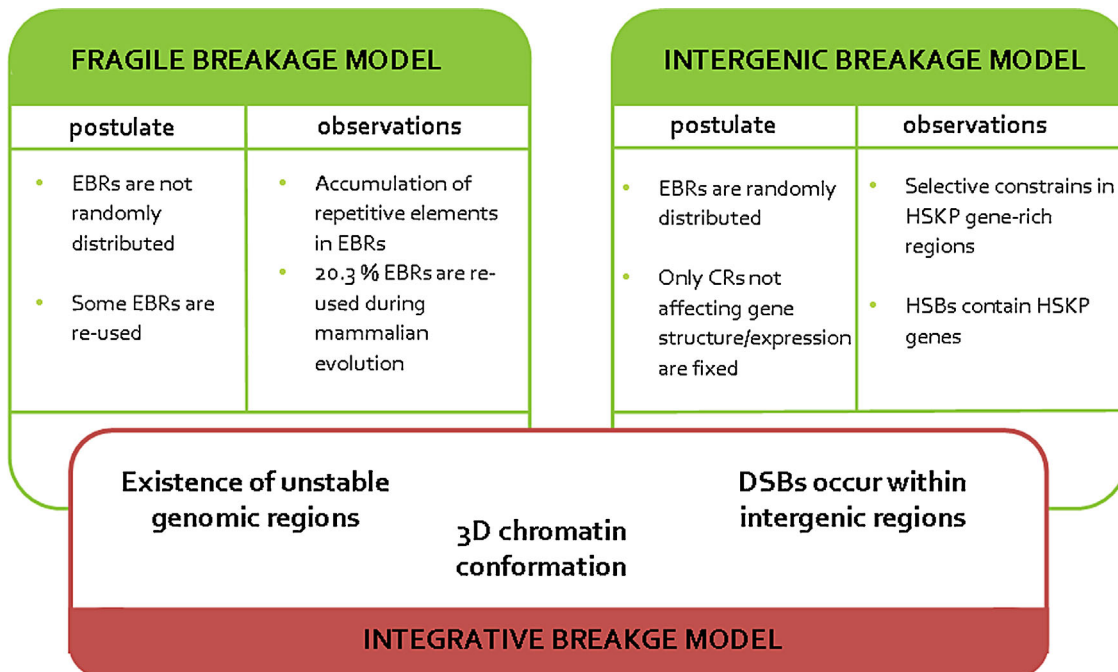 FRAGILE BREAKAGE MODEL
postulate
observations
• EBRs are not
randomly
distributed
• Some EBRs are
re-used
• Accumulation of
repetitive elements
in EBRs
• 20.3 % EBRs are re-
used during
mammalian
evolution
INTERGENIC BREAKAGE MODEL
postulate
observations
• EBRs are randomly
distributed
• Only CRs not
affecting gene
structure/expression
are fixed
• Selective constrains in
HSKP gene-rich
regions
• HSBs contain HSKP
genes
Existence of unstable
genomic regions
3D chromatin
conformation
DSBs occur within
intergenic regions
INTEGRATIVE BREAKGE MODEL